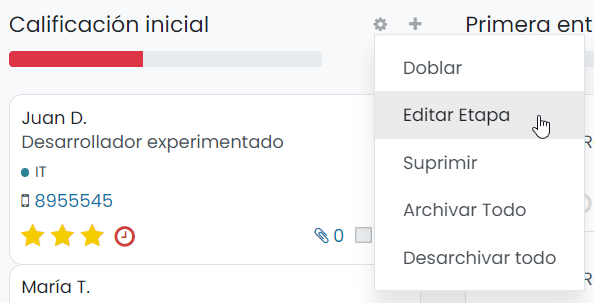 Calificación inicial
Primera ent
Doblar
Editar Etapa
Suprimir
Archivar Todo
Desarchivar todo
Juan D.
Desarrollador experimentado
IT
8955545
0
María T.